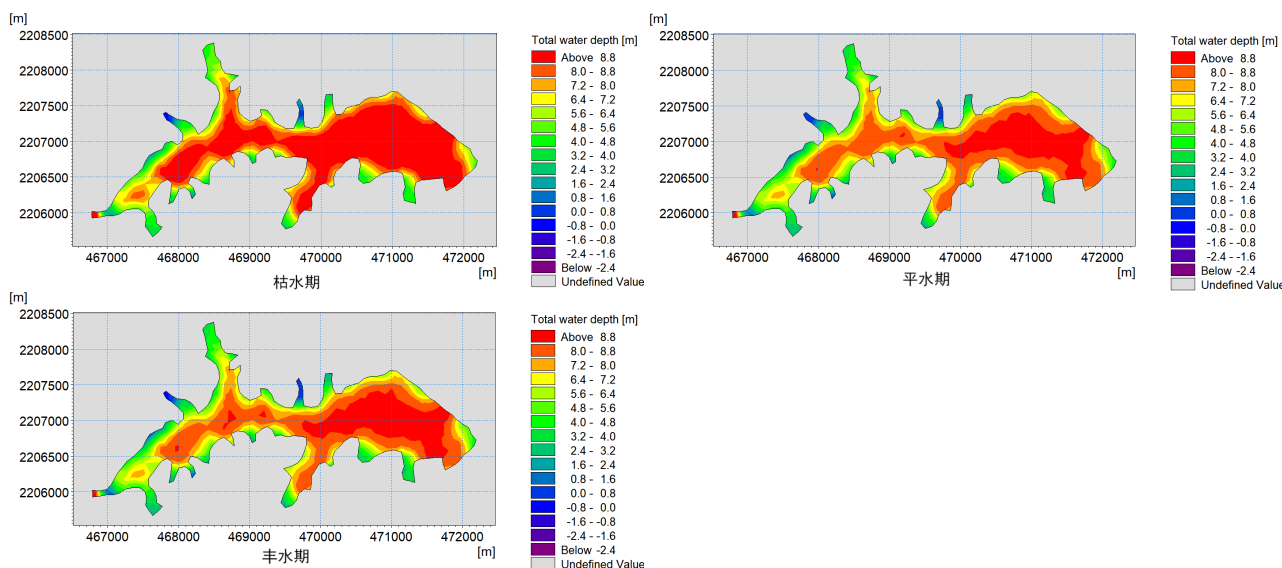 [m]
2208500
2208000
2207500
2207000
2206500
2206000
467000 468000 469000 470000 471000 472000
[m]
枯水期
Total water depth [m]
Above 8.8
8.0 - 8.8
7.2 - 8.0
6.4 - 7.2
5.6 - 6.4
4.8 - 5.6
4.0 - 4.8
3.2 - 4.0
2.4 - 3.2
1.6 - 2.4
0.8 - 1.6
0.0 - 0.8
-0.8 - 0.0
-1.6 - -0.8
-2.4 - -1.6
Below -2.4
Undefined Value
[m]
2208500
2208000
2207500
2207000
2206500
2206000
467000 468000 469000 470000 471000 472000
[m]
平水期
Total water depth [m]
Above 8.8
8.0 - 8.8
7.2 - 8.0
6.4 - 7.2
5.6 - 6.4
4.8 - 5.6
4.0 - 4.8
3.2 - 4.0
2.4 - 3.2
1.6 - 2.4
0.8 - 1.6
0.0 - 0.8
-0.8 - 0.0
-1.6 - -0.8
-2.4 - -1.6
Below -2.4
Undefined Value
[m]
2208500
2208000
2207500
2207000
2206500
2206000
467000 468000 469000 470000 471000 472000
[m]
丰水期
Total water depth [m]
Above 8.8
8.0 - 8.8
7.2 - 8.0
6.4 - 7.2
5.6 - 6.4
4.8 - 5.6
4.0 - 4.8
3.2 - 4.0
2.4 - 3.2
1.6 - 2.4
0.8 - 1.6
0.0 - 0.8
-0.8 - 0.0
-1.6 - -0.8
-2.4 - -1.6
Below -2.4
Undefined Value